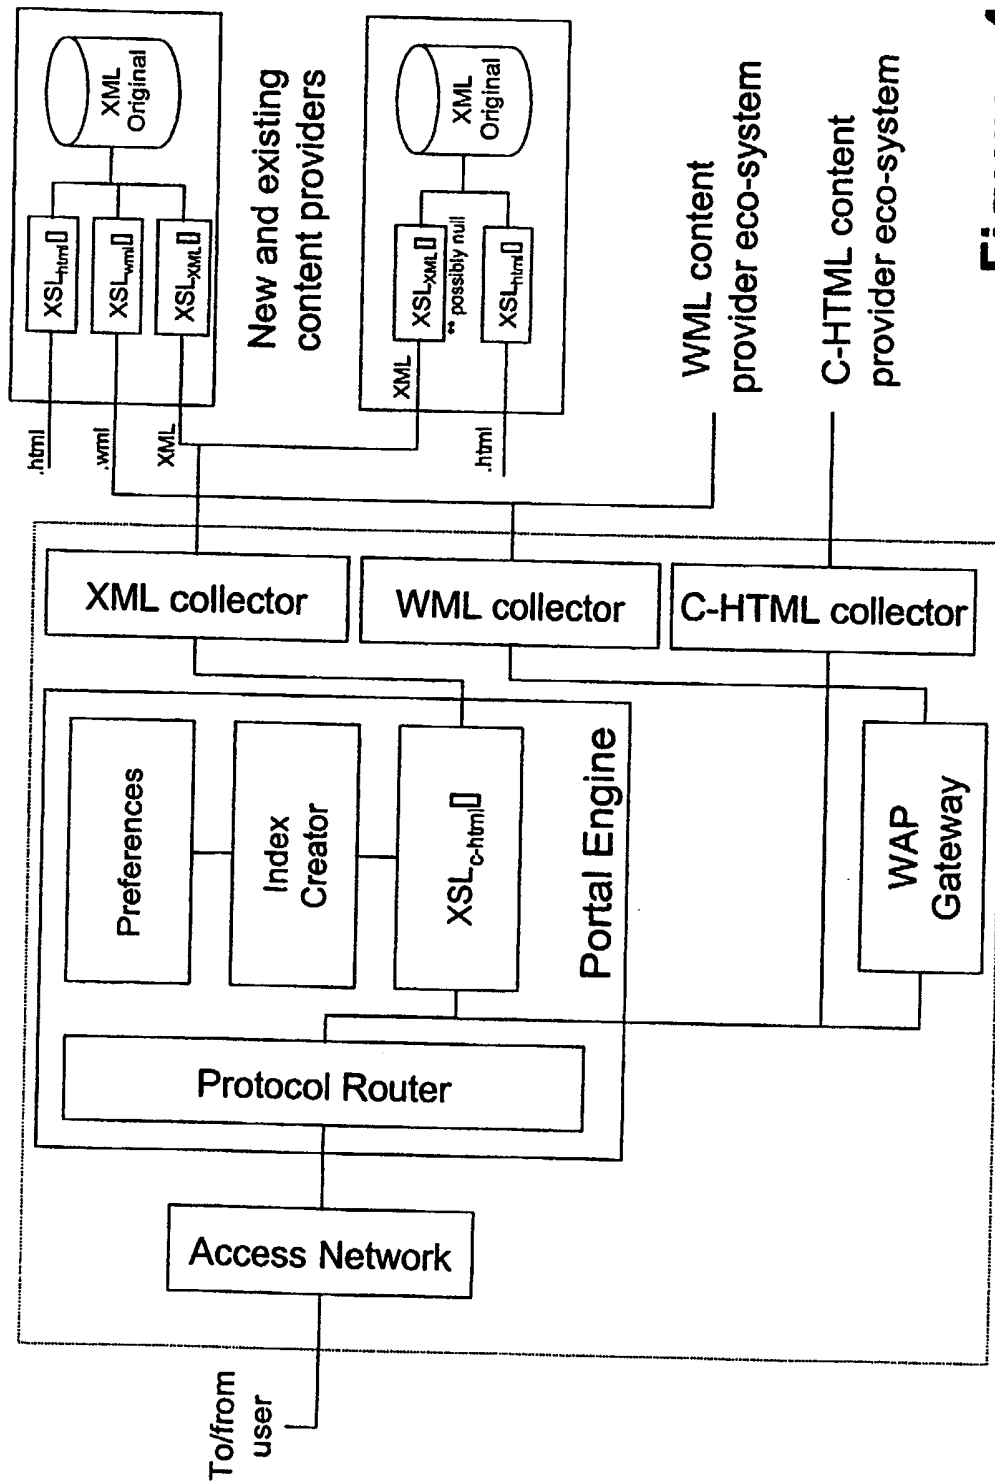 To/from
user
Access Network
Protocol Router
Preferences
Index
Creator
XSLc-html[]
Portal Engine
WAP
Gateway
XML collector
WML collector
C-HTML collector
.html
.wml
XML
XSLhtml[]
XSLwml[]
XSLXML[]
XML
Original
New and existing
content providers
XML
.html
XSLXML[]
** possibly null
XSLhtml[]
XML
Original
WML content
provider eco-system
C-HTML content
provider eco-system